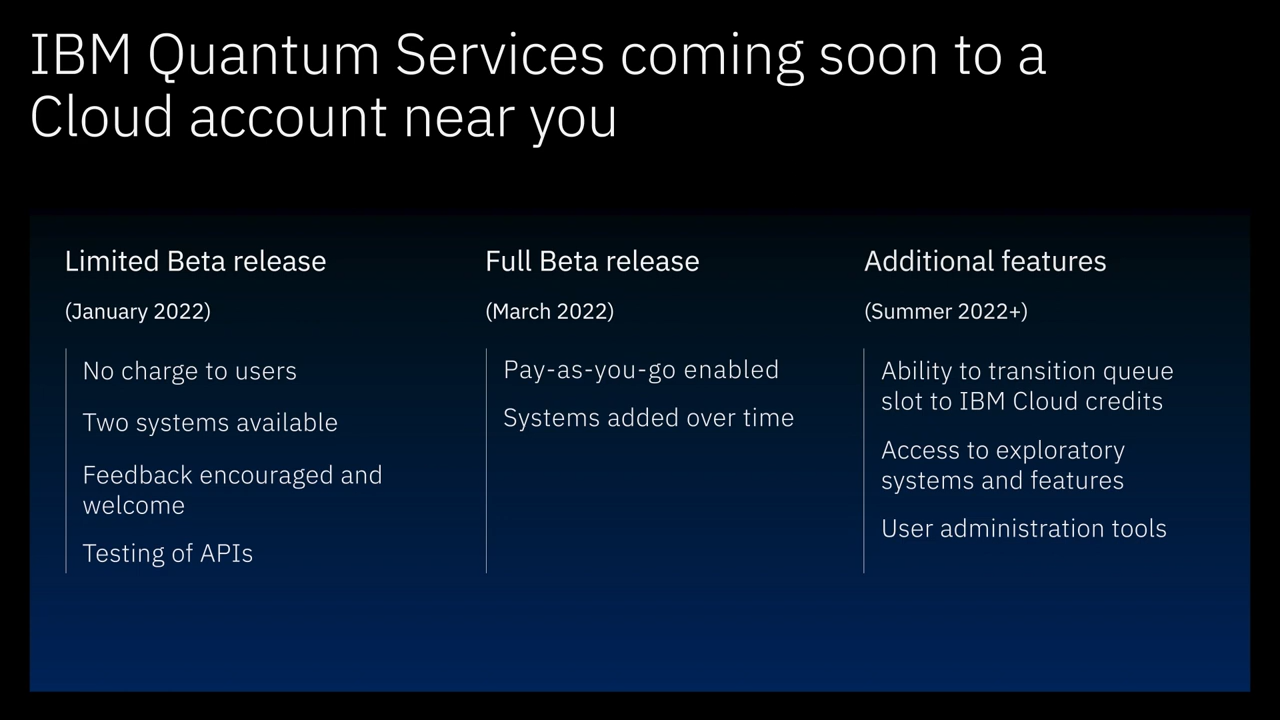 IBM Quantum Services coming soon to a
Cloud account near you
Limited Beta release
(January 2022)
No charge to users
Two systems available
Feedback encouraged and
welcome
Testing of APIs
Full Beta release
(March 2022)
Pay-as-you-go enabled
Systems added over time
Additional features
(Summer 2022+)
Ability to transition queue
slot to IBM Cloud credits
Access to exploratory
systems and features
User administration tools